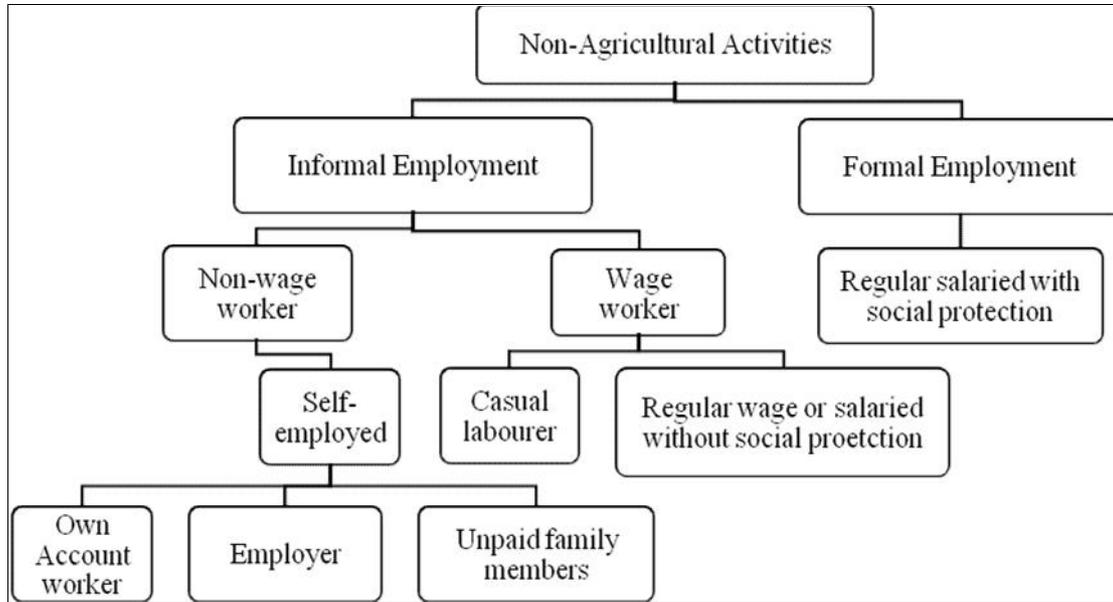 Non-Agricultural Activities
Informal Employment
Formal Employment
Non-wage
worker
Wage
worker
Regular salaried with
social protection
Self-
employed
Casual
labourer
Regular wage or salaried
without social proetction
Own
Account
worker
Employer
Unpaid family
members